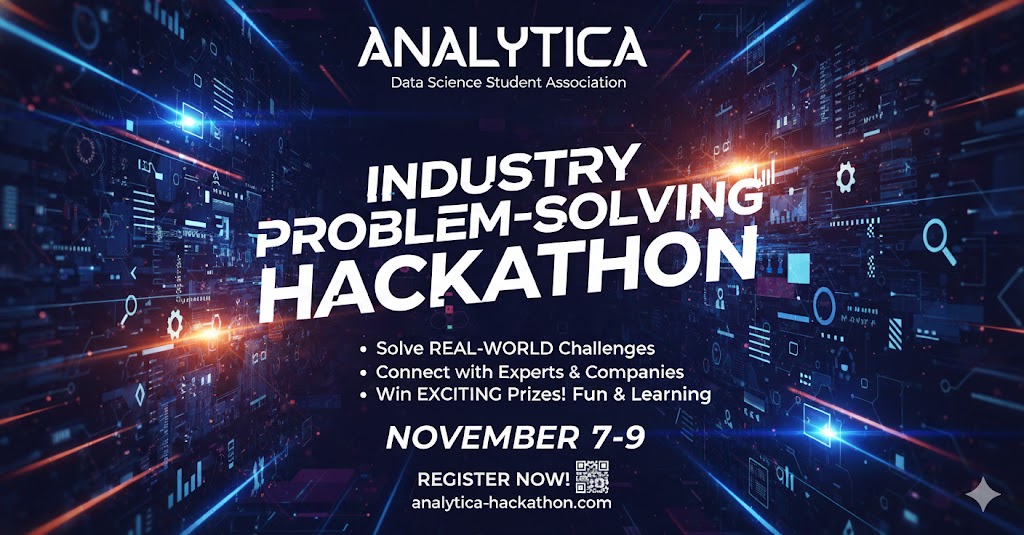 ANALYTICA
Data Science Student Association
INDUSTRY
PROBLEM-SOLVING
HACKATHON
• Solve REAL-WORLD Challenges
• Connect with Experts & Companies
• Win EXCITING Prizes! Fun & Learning
NOVEMBER 7-9
REGISTER NOW!
analytica-hackathon.com